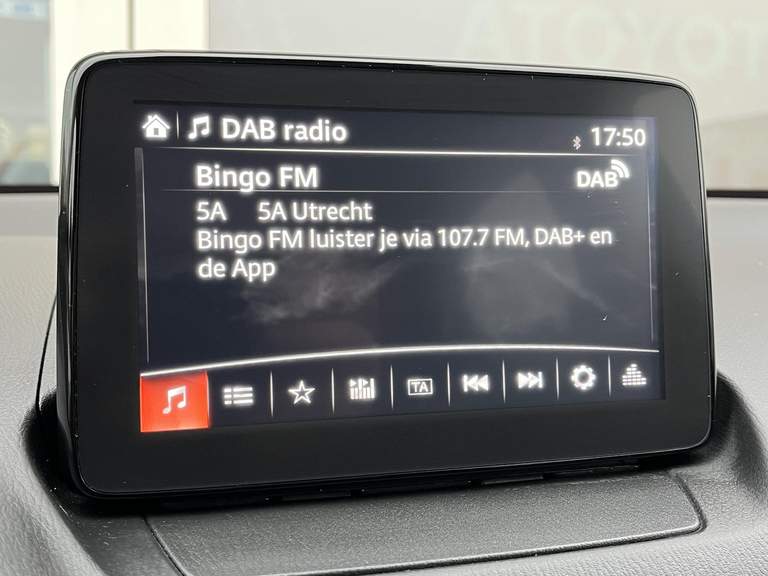 DAB radio 17:50
Bingo FM DAB
5A 5A Utrecht
Bingo FM luister je via 107.7 FM, DAB+ en
de App
TA
TOYOTA